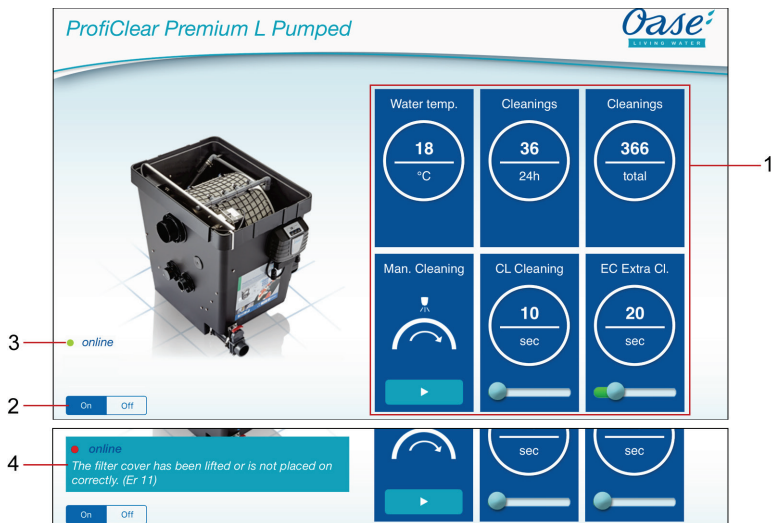 ProfiClear Premium L Pumped
Oase
LIVING WATER
Water temp.
18
°C
Cleanings
36
24h
Cleanings
366
total
1
Man. Cleaning
CL Cleaning
10
sec
EC Extra Cl.
20
sec
3
online
2
On Off
4
online
The filter cover has been lifted or is not placed on
correctly. (Er 11)
sec
sec
On Off